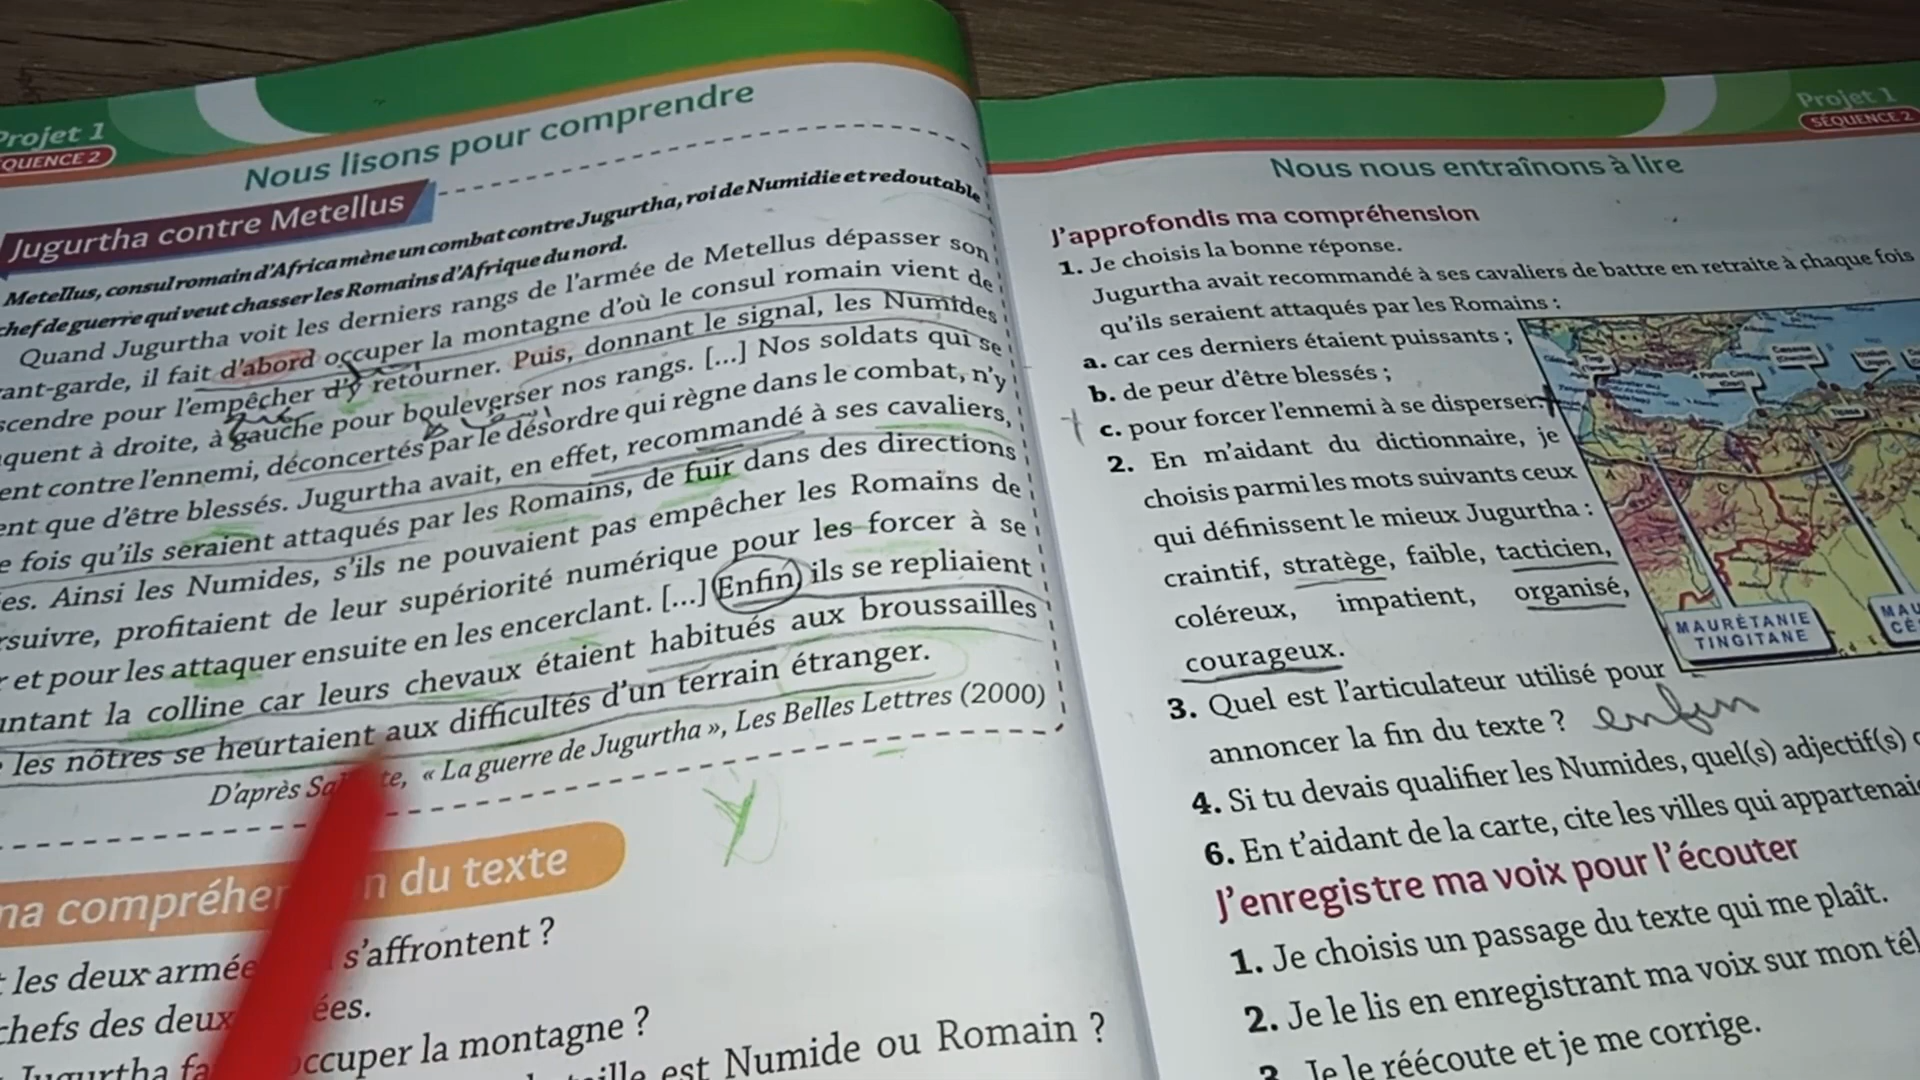 Projet 1
QUENCE 2
Nous lisons pour comprendre
Jugurtha contre Metellus
Metellus, consul romain d'Africa mène un combat contre Jugurtha, roi de Numidie et redoutable
chef de guerre qui veut chasser les Romains d'Afrique du nord.
Quand Jugurtha voit les derniers rangs de l'armée de Metellus dépasser son
ant-garde, il fait d'abord occuper la montagne d'où le consul romain vient de
scendre pour l'empêcher d'y retourner. Puis, donnant le signal, les Numides
quent à droite, à gauche pour bouleverser nos rangs. [...] Nos soldats qui se
ent contre l'ennemi, déconcertés par le désordre qui règne dans le combat, n'y
ent que d'être blessés. Jugurtha avait, en effet, recommandé à ses cavaliers,
e fois qu'ils seraient attaqués par les Romains, de fuir dans des directions
es. Ainsi les Numides, s'ils ne pouvaient pas empêcher les Romains de
rsuivre, profitaient de leur supériorité numérique pour les forcer à se
r et pour les attaquer ensuite en les encerclant. [...] Enfin, ils se repliaient
ntant la colline car leurs chevaux étaient habitués aux broussailles
les nôtres se heurtaient aux difficultés d'un terrain étranger.
D'après Sa te, « La guerre de Jugurtha », Les Belles Lettres (2000)
ma compréhen n du texte
les deux armée s'affrontent ?
chefs des deux ées.
Jugurtha fa occuper la montagne ?
ille est Numide ou Romain ?
Projet 1
SÉQUENCE 2
Nous nous entraînons à lire
J'approfondis ma compréhension
1. Je choisis la bonne réponse.
Jugurtha avait recommandé à ses cavaliers de battre en retraite à chaque fois
qu'ils seraient attaqués par les Romains :
a. car ces derniers étaient puissants ;
b. de peur d'être blessés ;
c. pour forcer l'ennemi à se disperser.
2. En m'aidant du dictionnaire, je
choisis parmi les mots suivants ceux
qui définissent le mieux Jugurtha :
craintif, stratège, faible, tacticien,
coléreux, impatient, organisé,
courageux.
MAURÉTANIE
TINGITANE
MAU
CÉ
3. Quel est l'articulateur utilisé pour
annoncer la fin du texte ? enfin
4. Si tu devais qualifier les Numides, quel(s) adjectif(s)
6. En t'aidant de la carte, cite les villes qui appartenai
J'enregistre ma voix pour l'écouter
1. Je choisis un passage du texte qui me plaît.
2. Je le lis en enregistrant ma voix sur mon tél
3. Je le réécoute et je me corrige.